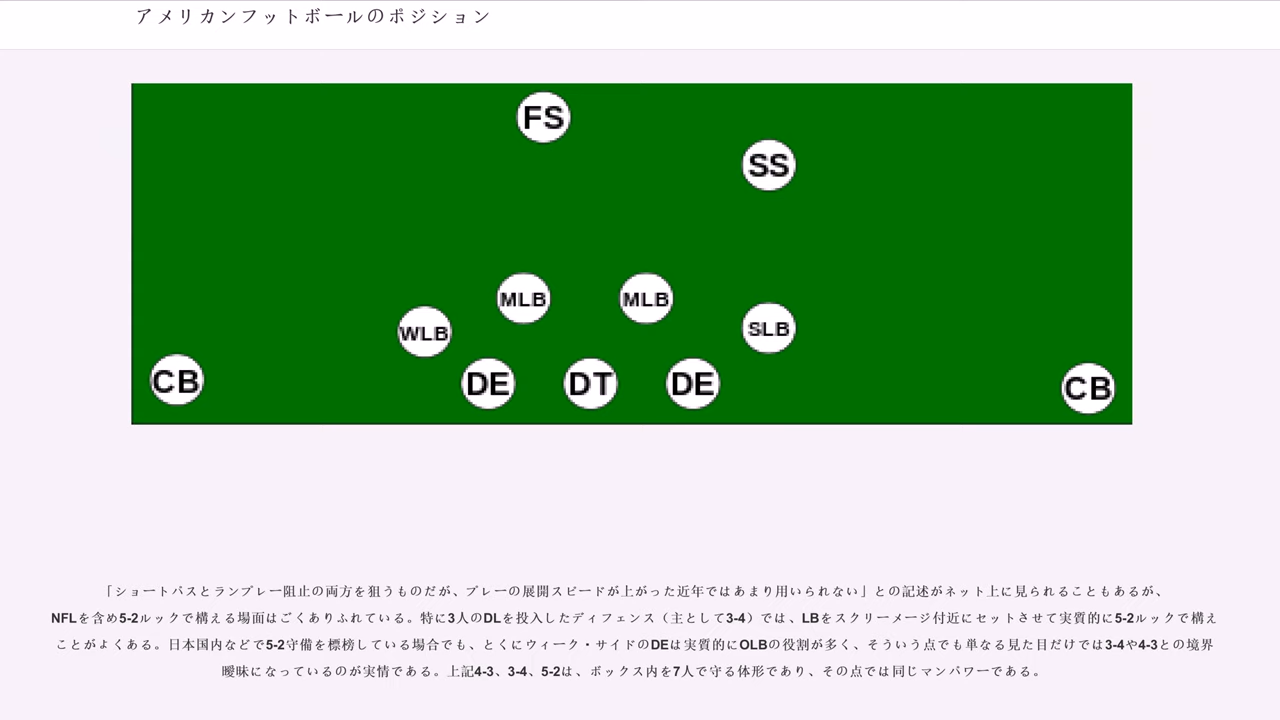 アメリカンフットボールのポジション
FS
SS
MLB MLB
WLB SLB
CB DE DT DE CB
「ショートパスとランプレー阻止の両方を狙うものだが、プレーの展開スピードが上がった近年ではあまり用いられない」との記述がネット上に見られることもあるが、
NFLを含め5-2ルックで構える場面はごくありふれている。特に3人のDLを投入したディフェンス（主として3-4）では、LBをスクリーメージ付近にセットさせて実質的に5-2ルックで構え
ことがよくある。日本国内などで5-2守備を標榜している場合でも、とくにウィーク・サイドのDEは実質的にOLBの役割が多く、そういう点でも単なる見た目だけでは3-4や4-3との境界
曖昧になっているのが実情である。上記4-3、3-4、5-2は、ボックス内を7人で守る体形であり、その点では同じマンパワーである。